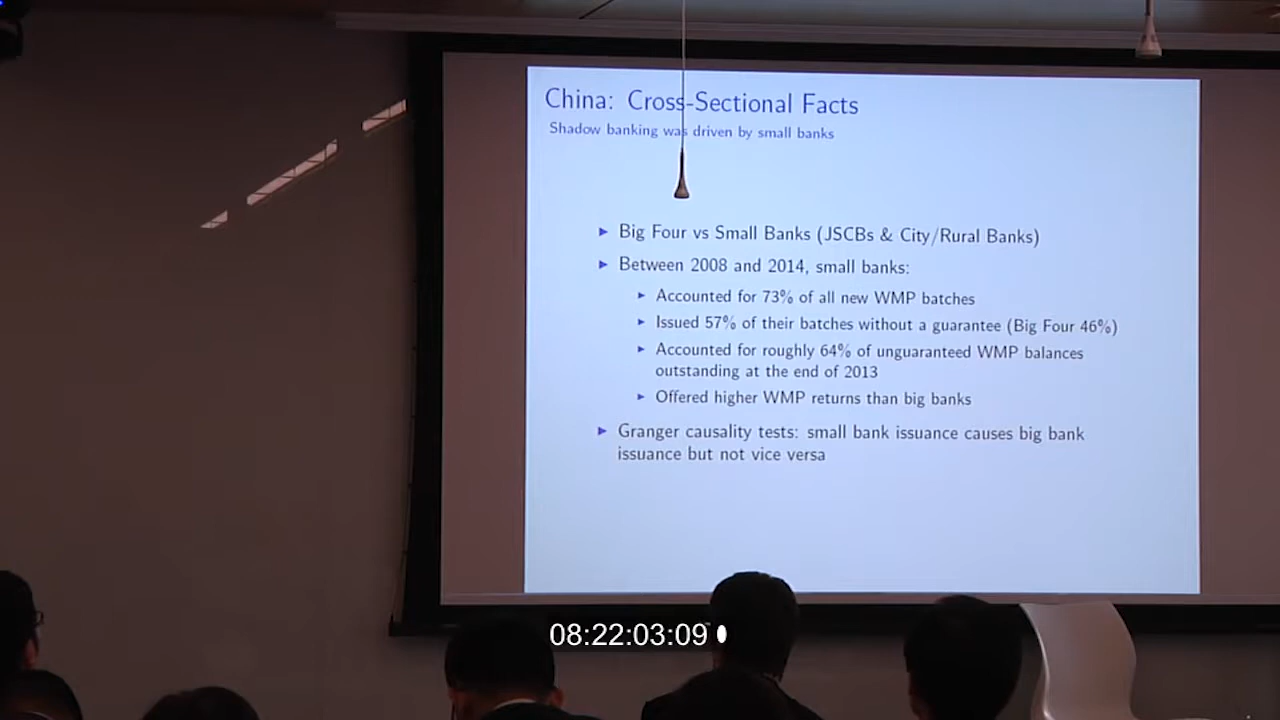 China: Cross-Sectional Facts
Shadow banking was driven by small banks
Big Four vs Small Banks (JSCBs & City/Rural Banks)
Between 2008 and 2014, small banks:
Accounted for 73% of all new WMP batches
Issued 57% of their batches without a guarantee (Big Four 46%)
Accounted for roughly 64% of unguaranteed WMP balances
outstanding at the end of 2013
Offered higher WMP returns than big banks
Granger causality tests: small bank issuance causes big bank
issuance but not vice versa
08:22:03:09